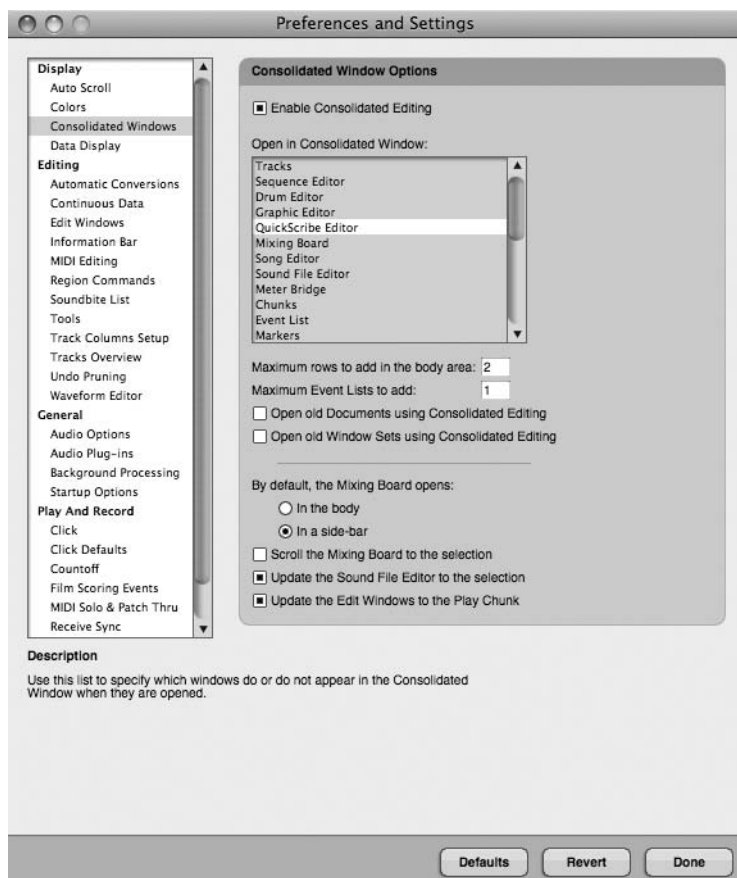 Preferences and Settings
Display
Auto Scroll
Colors
Consolidated Windows
Data Display
Editing
Automatic Conversions
Continuous Data
Edit Windows
Information Bar
MIDI Editing
Region Commands
Soundbite List
Tools
Track Columns Setup
Tracks Overview
Undo Pruning
Waveform Editor
General
Audio Options
Audio Plug-ins
Background Processing
Startup Options
Play And Record
Click
Click Defaults
Countoff
Film Scoring Events
MIDI Solo & Patch Thru
Receive Sync
Consolidated Window Options
Enable Consolidated Editing
Open in Consolidated Window:
Tracks
Sequence Editor
Drum Editor
Graphic Editor
QuickScribe Editor
Mixing Board
Song Editor
Sound File Editor
Meter Bridge
Chunks
Event List
Markers
Maximum rows to add in the body area: 2
Maximum Event Lists to add: 1
Open old Documents using Consolidated Editing
Open old Window Sets using Consolidated Editing
By default, the Mixing Board opens:
In the body
In a side-bar
Scroll the Mixing Board to the selection
Update the Sound File Editor to the selection
Update the Edit Windows to the Play Chunk
Description
Use this list to specify which windows do or do not appear in the Consolidated
Window when they are opened.
Defaults Revert Done